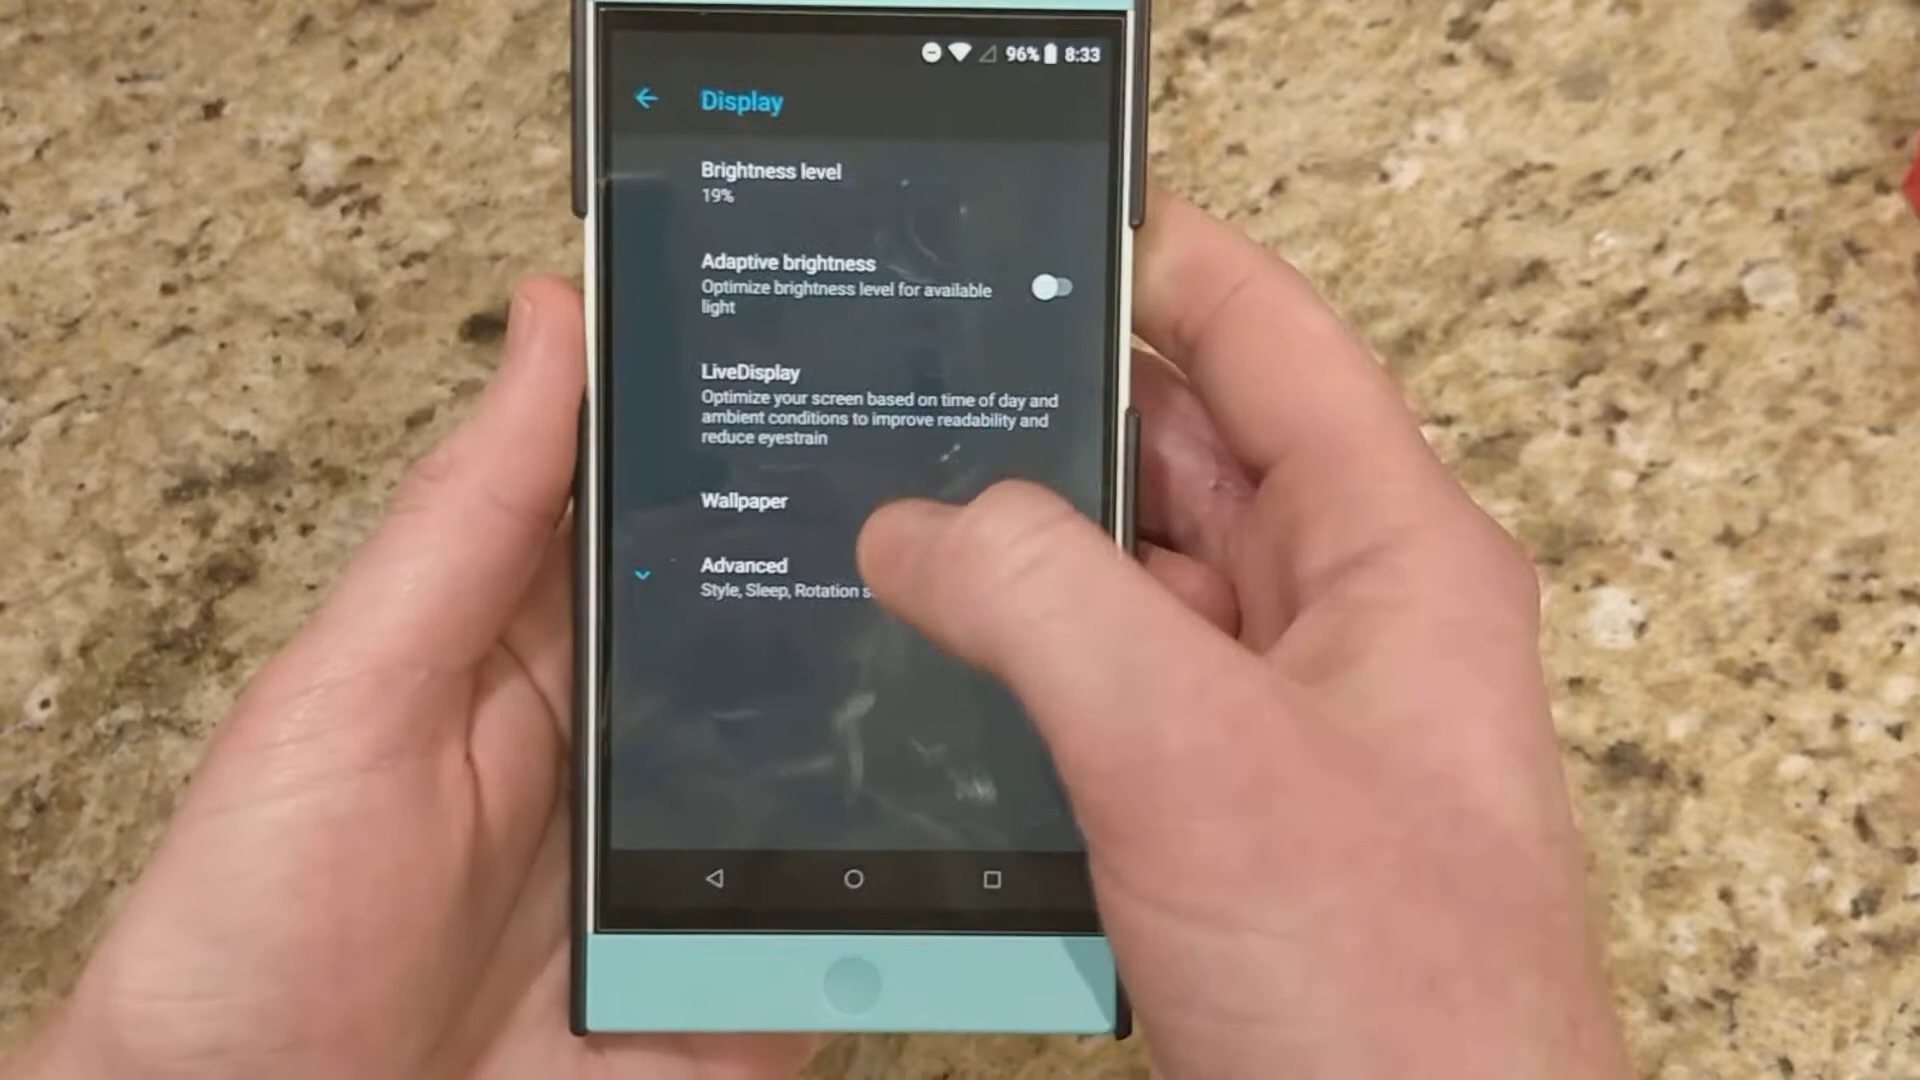 96% 8:33
Display
Brightness level
19%
Adaptive brightness
Optimize brightness level for available
light
LiveDisplay
Optimize your screen based on time of day and
ambient conditions to improve readability and
reduce eyestrain
Wallpaper
Advanced
Style, Sleep, Rotation